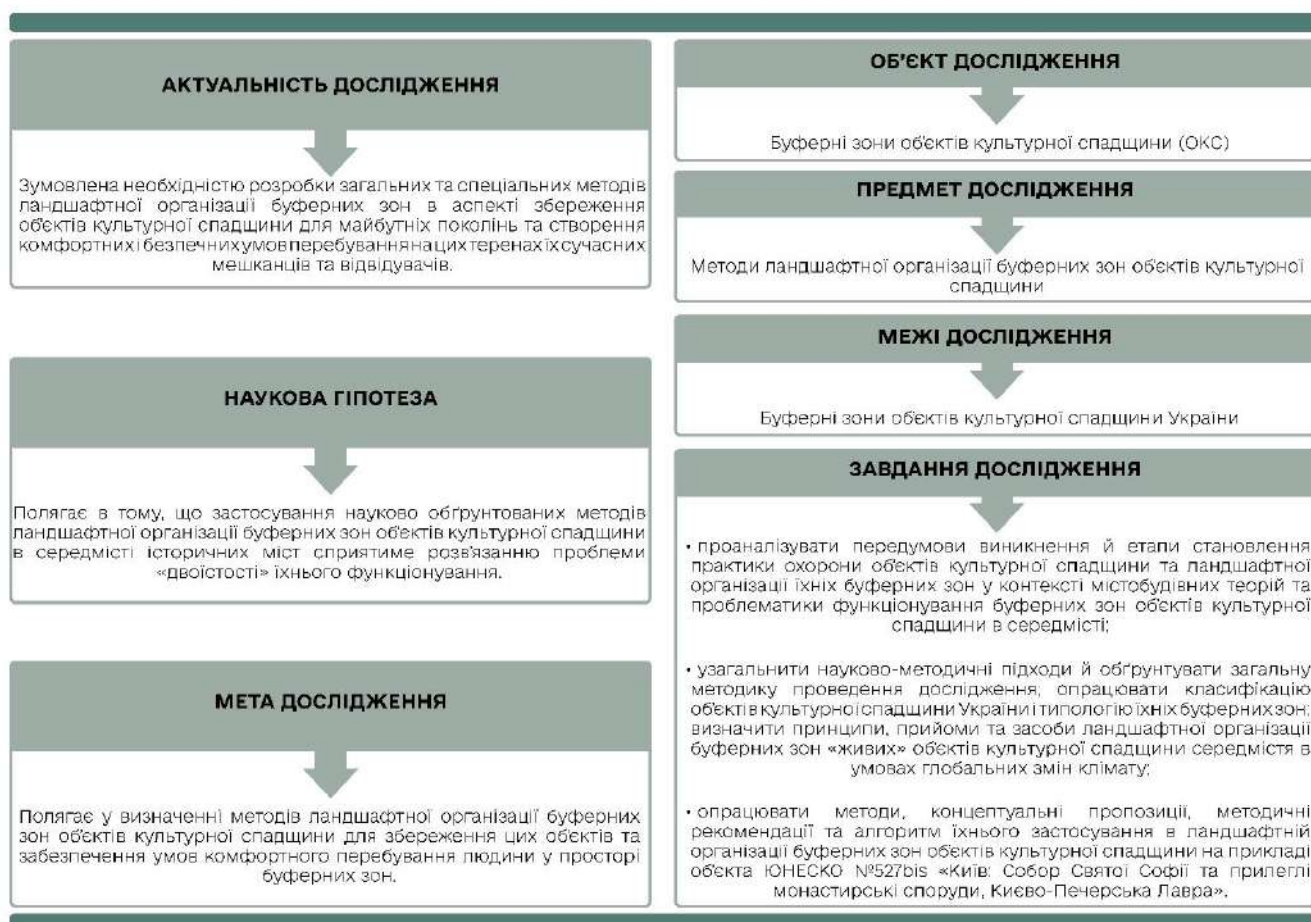 АКТУАЛЬНІСТЬ ДОСЛІДЖЕННЯ
Зумовлена необхідністю розробки загальних та спеціальних методів
ландшафтної організації буферних зон в аспекті збереження
об'єктів культурної спадщини для майбутніх поколінь та створення
комфортних і безпечних умов перебування на цих теренах їх сучасних
мешканців та відвідувачів.
НАУКОВА ГІПОТЕЗА
Полягає в тому, що застосування науково обґрунтованих методів
ландшафтної організації буферних зон об'єктів культурної спадщини
в середмісті історичних міст сприятиме розв'язанню проблеми
«двоїстості» їхнього функціонування.
МЕТА ДОСЛІДЖЕННЯ
Полягає у визначенні методів ландшафтної організації буферних
зон об'єктів культурної спадщини для збереження цих об'єктів та
забезпечення умов комфортного перебування людини у просторі
буферних зон.
ОБ'ЄКТ ДОСЛІДЖЕННЯ
Буферні зони об'єктів культурної спадщини (ОКС)
ПРЕДМЕТ ДОСЛІДЖЕННЯ
Методи ландшафтної організації буферних зон об'єктів культурної
спадщини
МЕЖІ ДОСЛІДЖЕННЯ
Буферні зони об'єктів культурної спадщини України
ЗАВДАННЯ ДОСЛІДЖЕННЯ
• проаналізувати передумови виникнення й етапи становлення
практики охорони об'єктів культурної спадщини та ландшафтної
організації їхніх буферних зон у контексті містобудівних теорій та
проблематики функціонування буферних зон об'єктів культурної
спадщини в середмісті;
• узагальнити науково-методичні підходи й обґрунтувати загальну
методику проведення дослідження; опрацювати класифікацію
об'єктів культурної спадщини України і типологію їхніх буферних зон;
визначити принципи, прийоми та засоби ландшафтної організації
буферних зон «живих» об'єктів культурної спадщини середмістя в
умовах глобальних змін клімату;
• опрацювати методи, концептуальні пропозиції, методичні
рекомендації та алгоритм їхнього застосування в ландшафтній
організації буферних зон об'єктів культурної спадщини на прикладі
об'єкта ЮНЕСКО №527bis «Київ: Собор Святої Софії та прилеглі
монастирські споруди, Києво-Печерська Лавра».